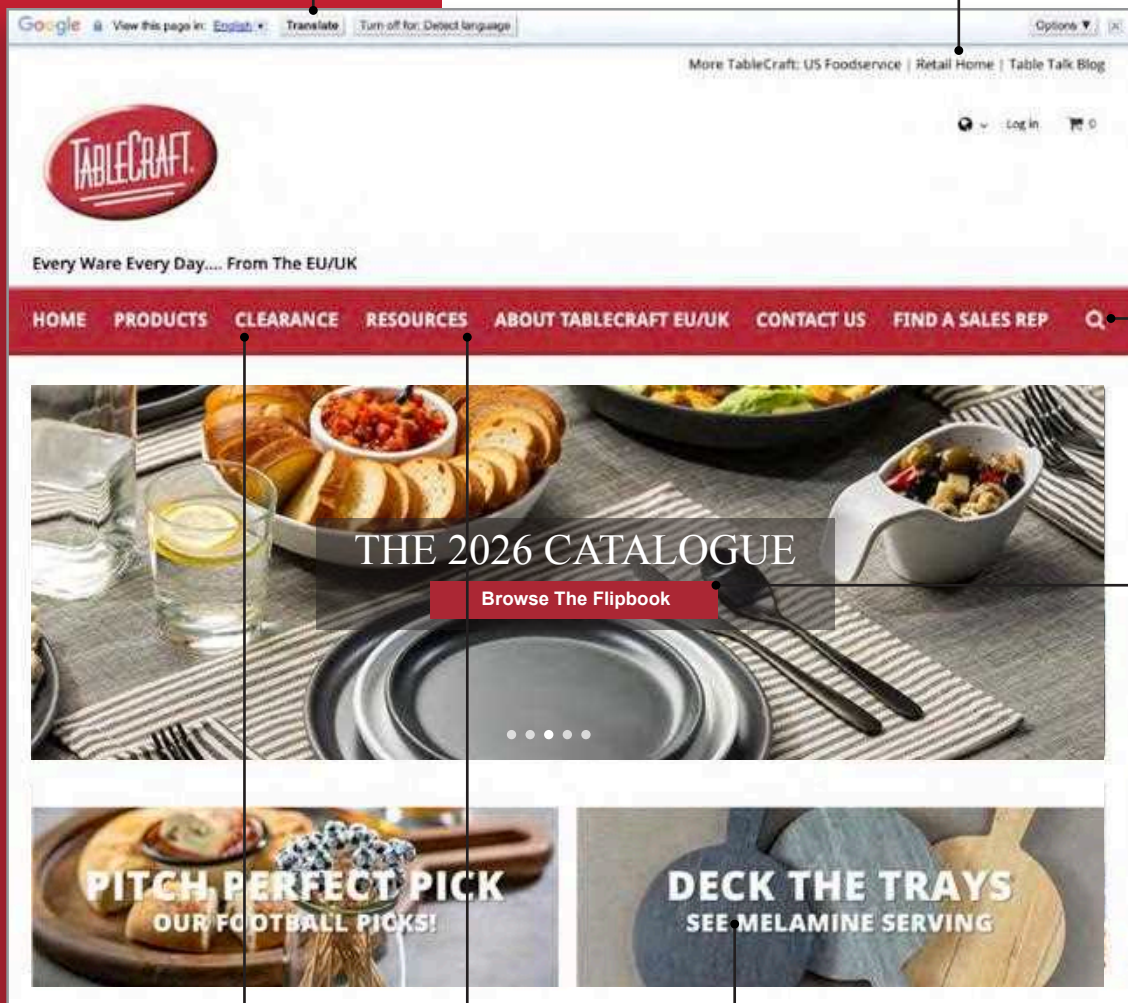 Google View this page in: English Translate Turn off for: Detect language Options ▼
More TableCraft: US Foodservice | Retail Home | Table Talk Blog
Log in 0
TABLECRAFT.
Every Ware Every Day.... From The EU/UK
HOME PRODUCTS CLEARANCE RESOURCES ABOUT TABLECRAFT EU/UK CONTACT US FIND A SALES REP
THE 2026 CATALOGUE
Browse The Flipbook
PITCH PERFECT PICK
OUR FOOTBALL PICKS!
DECK THE TRAYS
SEE MELAMINE SERVING